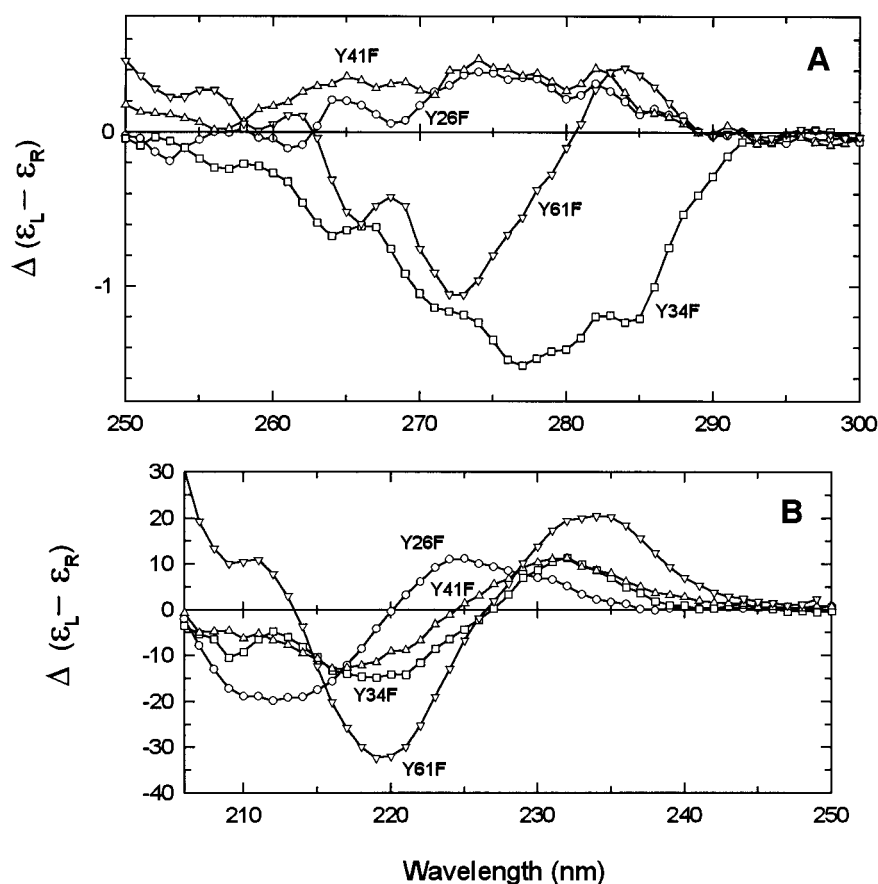 A
Y41F
Y26F
Y61F
Y34F
0
-1
Δ (εL − εR)
250 260 270 280 290 300
B
30
20
10
0
-10
-20
-30
-40
Y26F
Y41F
Y34F
Y61F
Δ (εL − εR)
210 220 230 240 250
Wavelength (nm)